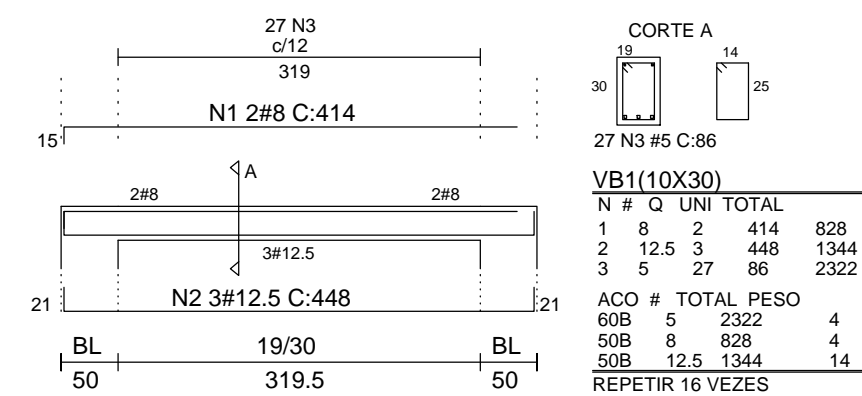 27 N3
c/12
319
N1 2#8 C:414
15
A
2#8 2#8
3#12.5
21 N2 3#12.5 C:448 21
BL 19/30 BL
50 319.5 50
CORTE A
19 14
30 25
27 N3 #5 C:86
VB1(10X30)
N # Q UNI TOTAL
1 8 2 414 828
2 12.5 3 448 1344
3 5 27 86 2322
ACO # TOTAL PESO
60B 5 2322 4
50B 8 828 4
50B 12.5 1344 14
REPETIR 16 VEZES